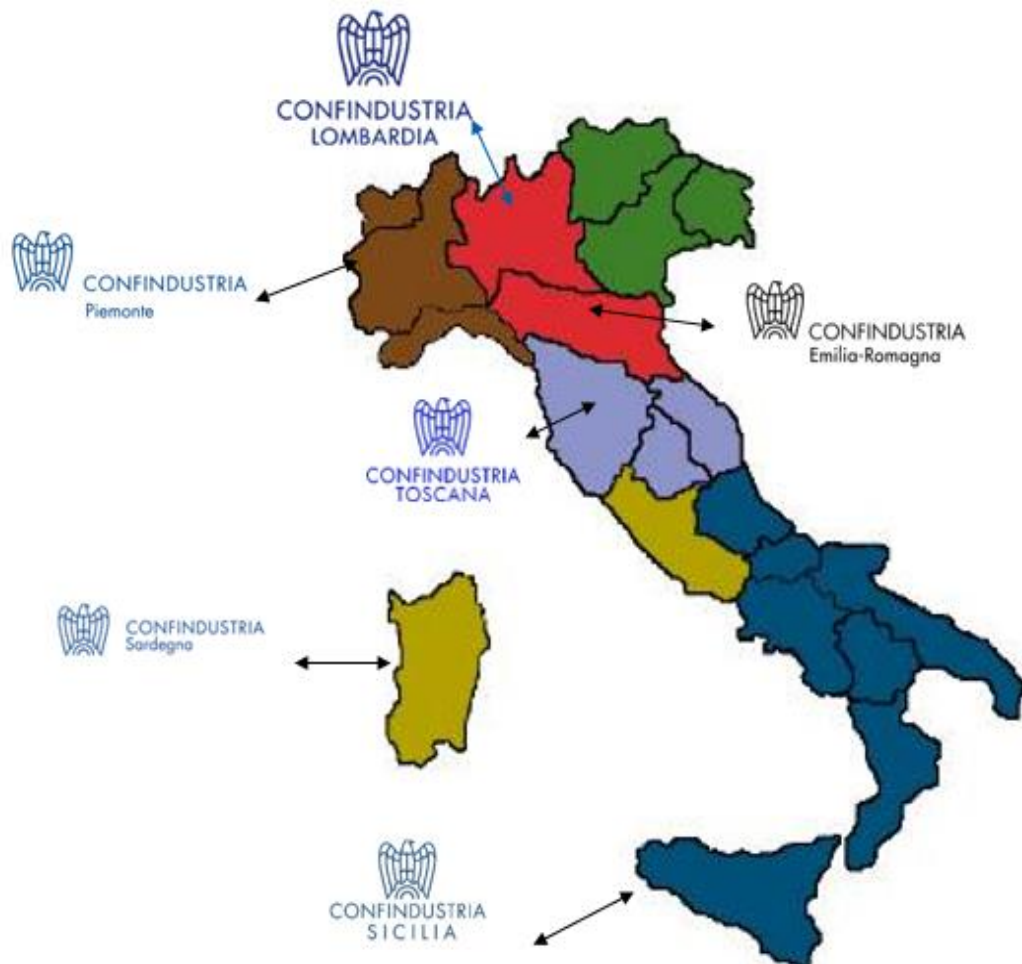 CONFINDUSTRIA
LOMBARDIA
CONFINDUSTRIA
Piemonte
CONFINDUSTRIA
Emilia-Romagna
CONFINDUSTRIA
TOSCANA
CONFINDUSTRIA
Sardegna
CONFINDUSTRIA
SICILIA